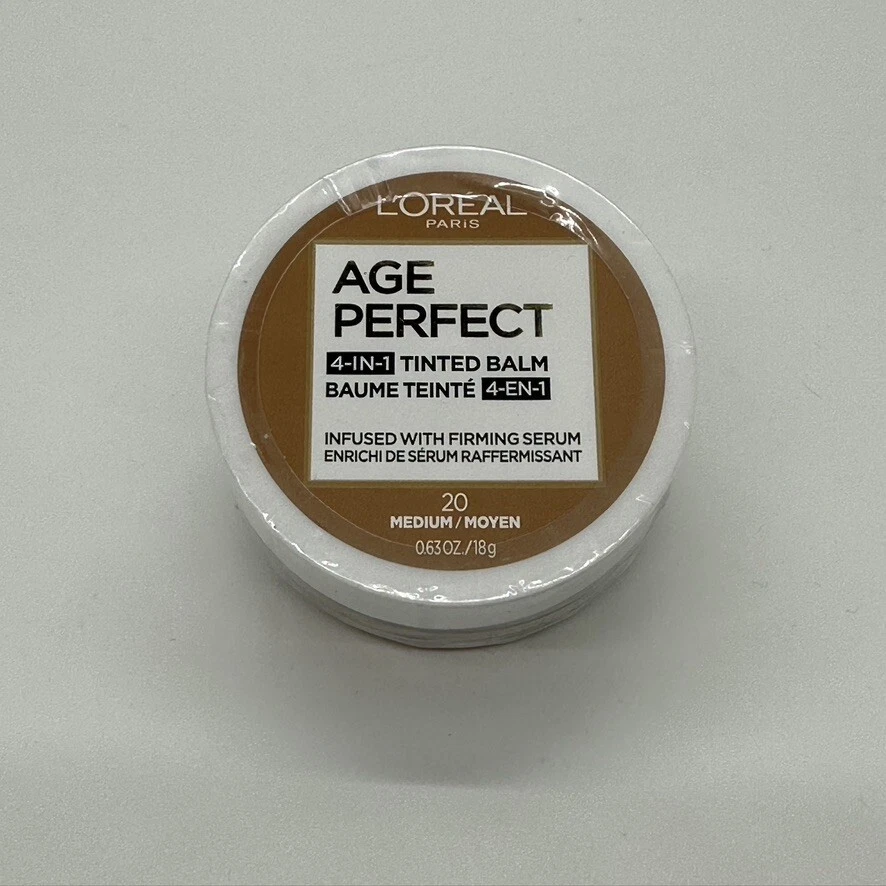 L'ORÉAL
PARIS
AGE
PERFECT
4-IN-1 TINTED BALM
BAUME TEINTÉ 4-EN-1
INFUSED WITH FIRMING SERUM
ENRICHI DE SÉRUM RAFFERMISSANT
20
MEDIUM / MOYEN
0.63 OZ./18g